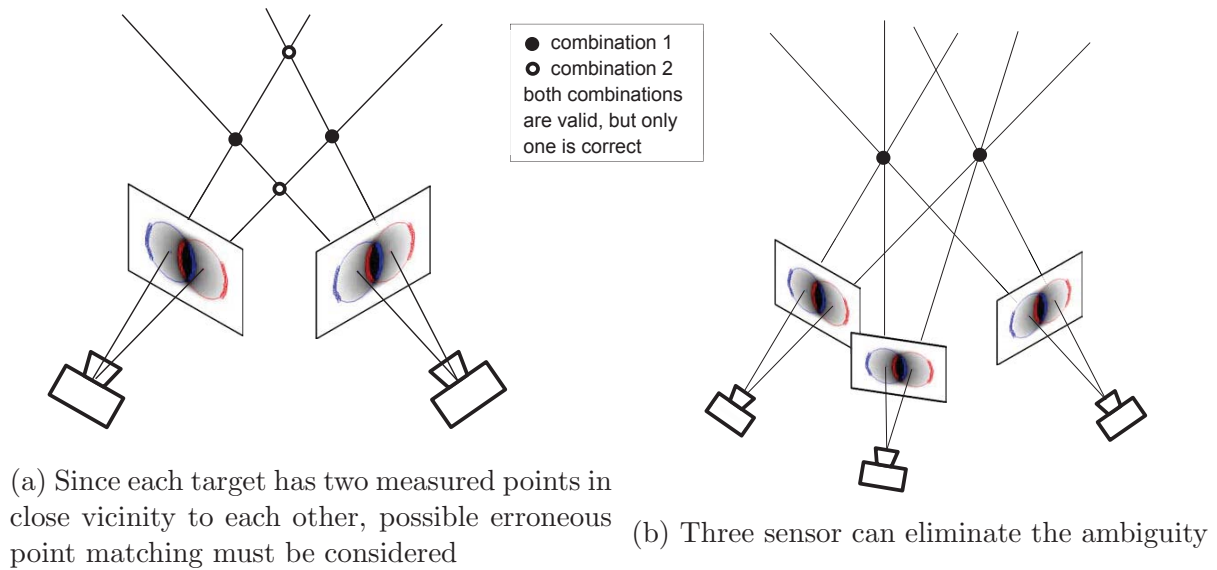 combination 1
combination 2
both combinations
are valid, but only
one is correct
(a) Since each target has two measured points in
close vicinity to each other, possible erroneous
point matching must be considered
(b) Three sensor can eliminate the ambiguity